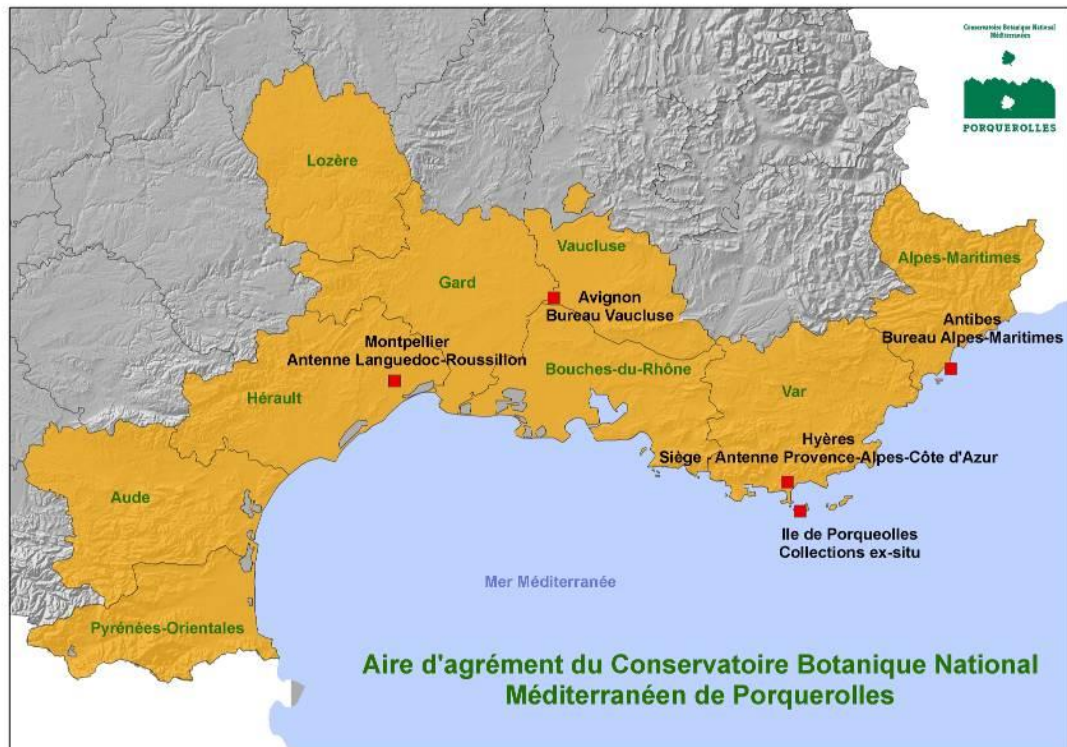 Conservatoire Botanique National
Méditerranéen
PORQUEROLLES
Lozère
Vaucluse
Alpes-Maritimes
Gard
Avignon
Bureau Vaucluse
Antibes
Bureau Alpes-Maritimes
Montpellier
Antenne Languedoc-Roussillon
Bouches-du-Rhône
Hérault
Var
Hyères
Siège - Antenne Provence-Alpes-Côte d'Azur
Aude
Ile de Porqueolles
Collections ex-situ
Mer Méditerranée
Pyrénées-Orientales
Aire d'agrément du Conservatoire Botanique National
Méditerranéen de Porquerolles